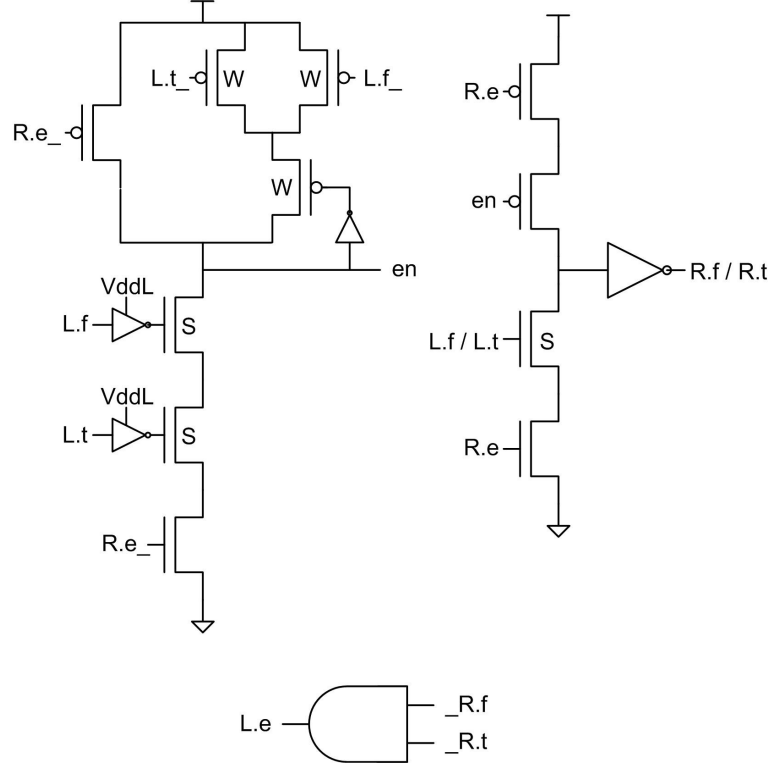 L.t_ W W L.f_
R.e_
W
en
VddL
L.f S
VddL
L.t S
R.e_
R.e
en
R.f / R.t
L.f / L.t S
R.e
L.e
_R.f
_R.t